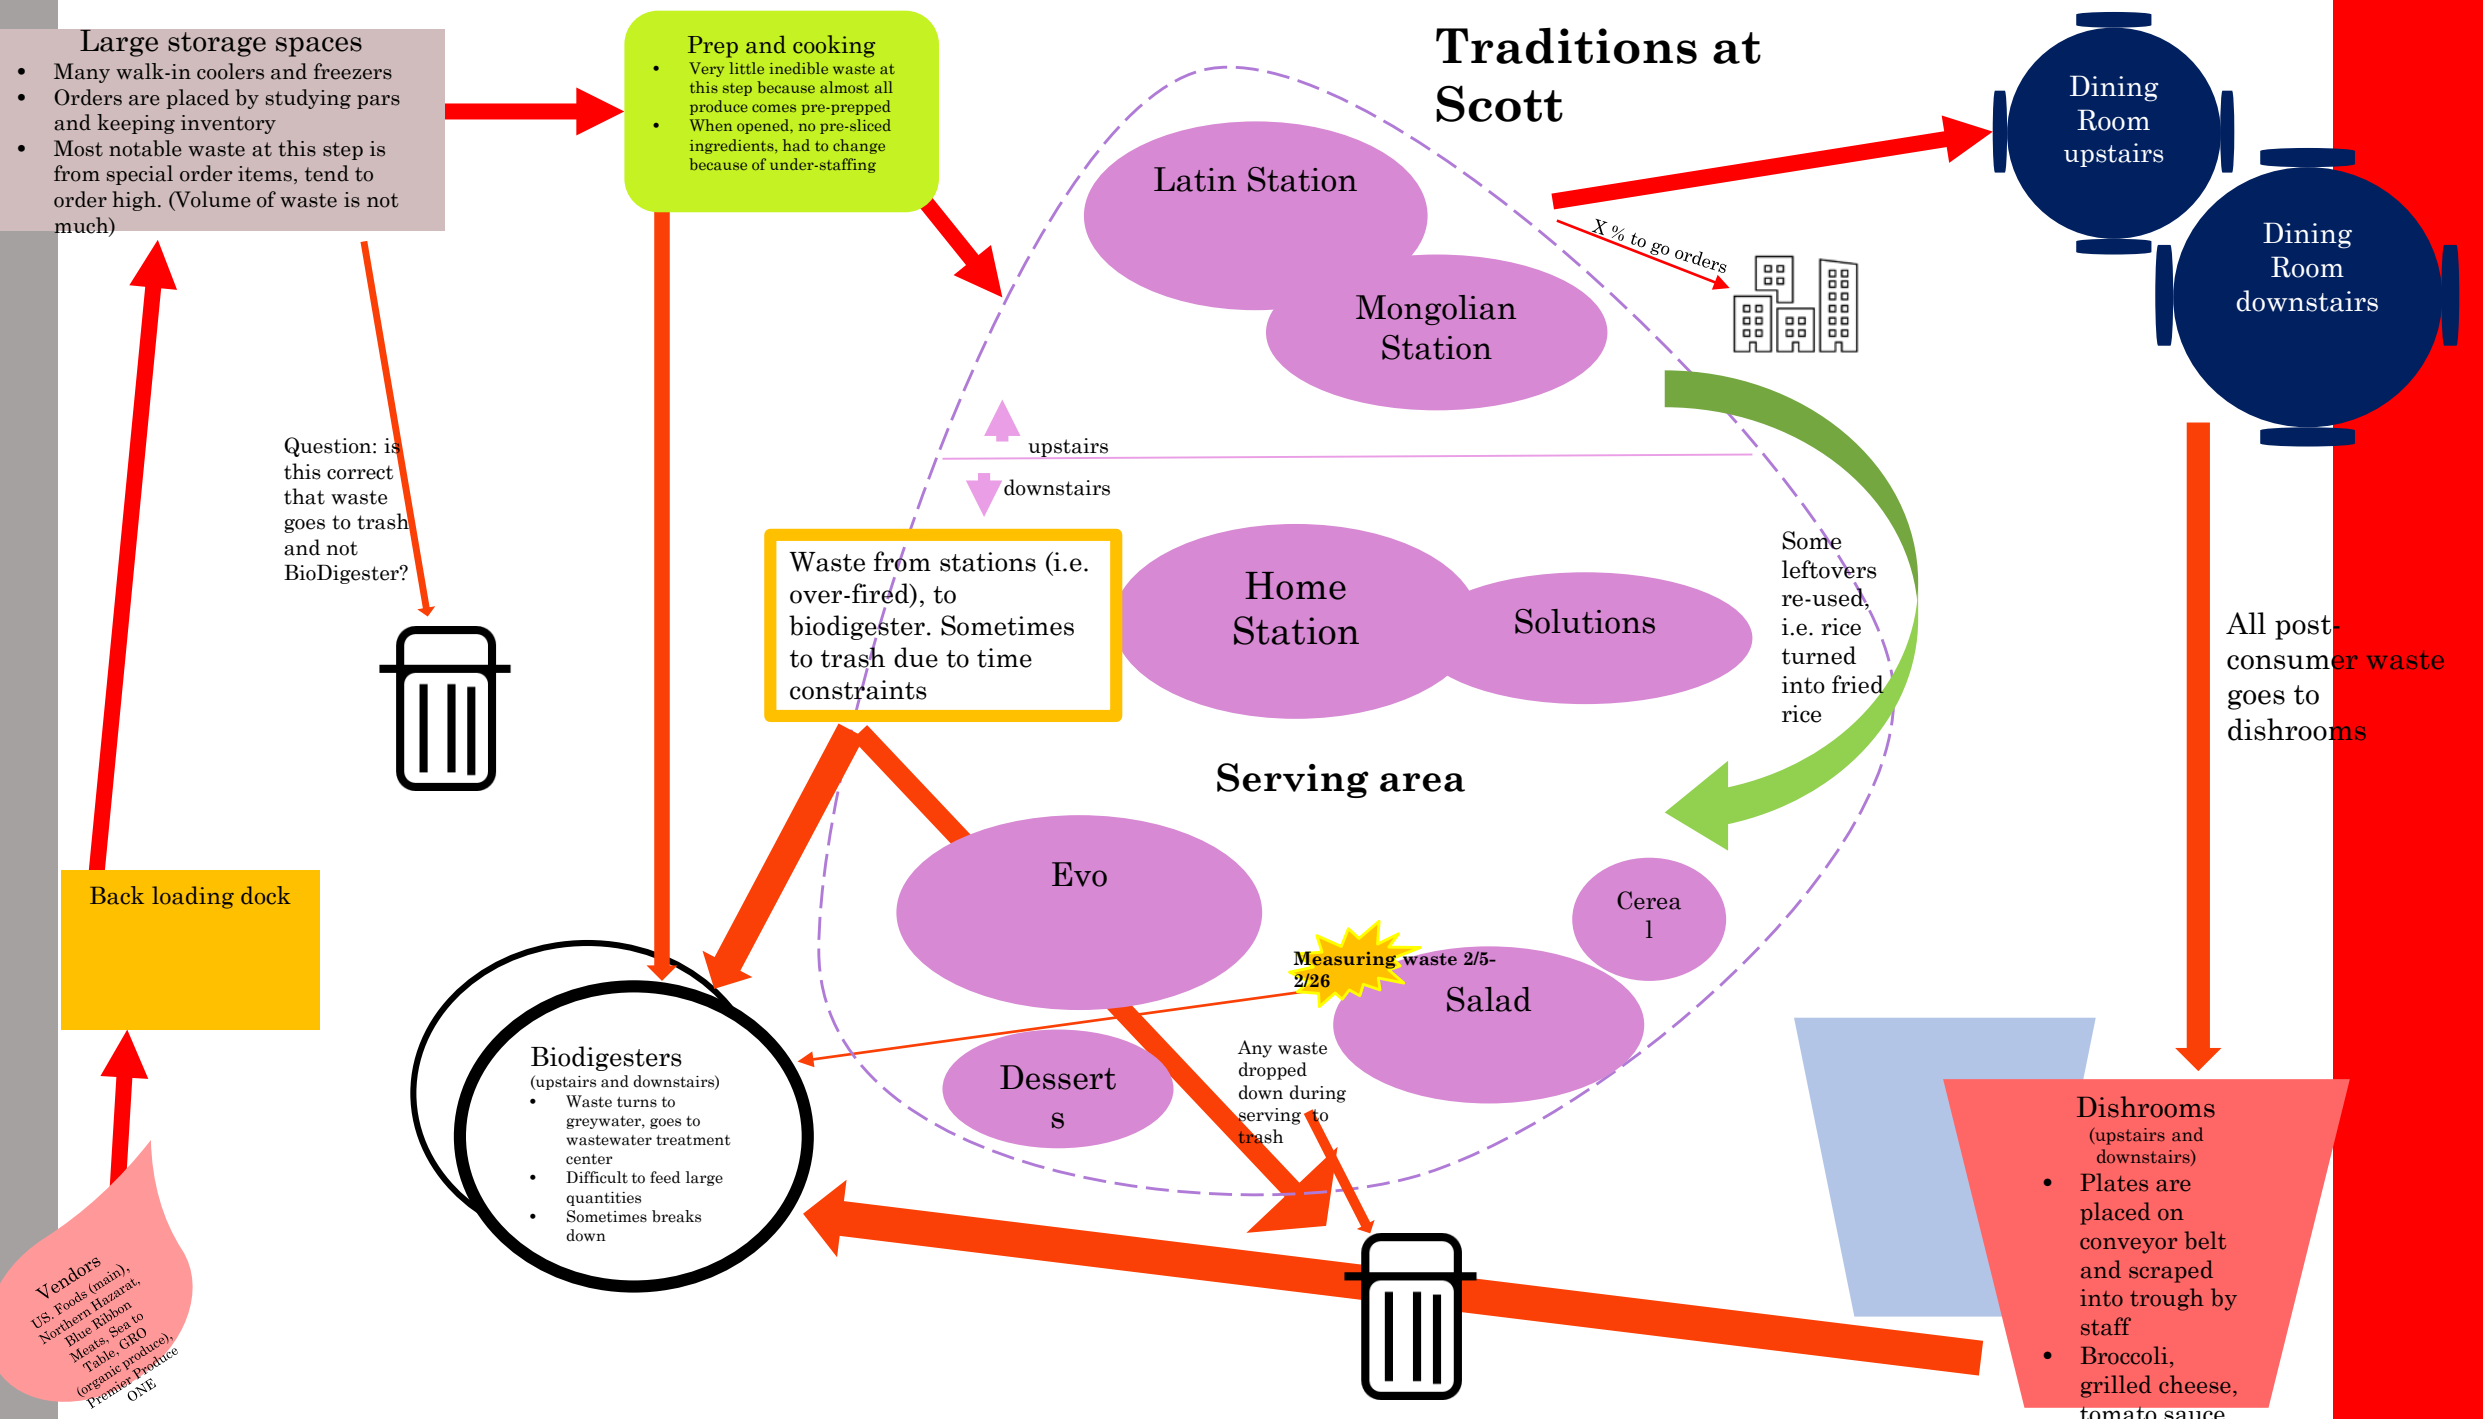 Large storage spaces
• Many walk-in coolers and freezers
• Orders are placed by studying pars
and keeping inventory
• Most notable waste at this step is
from special order items, tend to
order high. (Volume of waste is not
much)
Prep and cooking
• Very little inedible waste at
this step because almost all
produce comes pre-prepped
• When opened, no pre-sliced
ingredients, had to change
because of under-staffing
Traditions at
Scott
Dining
Room
upstairs
Dining
Room
downstairs
X % to go orders
Latin Station
Mongolian
Station
upstairs
downstairs
Question: is
this correct
that waste
goes to trash
and not
BioDigester?
Waste from stations (i.e.
over-fired), to
biodigester. Sometimes
to trash due to time
constraints
Home
Station
Solutions
Some
leftovers
re-used,
i.e. rice
turned
into fried
rice
All post-
consumer waste
goes to
dishrooms
Serving area
Evo
Cerea
l
Measuring waste 2/5-
2/26
Salad
Dessert
s
Any waste
dropped
down during
serving to
trash
Back loading dock
Biodigesters
(upstairs and downstairs)
• Waste turns to
greywater, goes to
wastewater treatment
center
• Difficult to feed large
quantities
• Sometimes breaks
down
Dishrooms
(upstairs and
downstairs)
• Plates are
placed on
conveyor belt
and scraped
into trough by
staff
• Broccoli,
grilled cheese,
tomato sauce
Vendors
US. Foods (main),
Northern Hazarat,
Blue Ribbon
Meats, Sea to
Table, GRO
(organic produce),
Premier Produce
ONE